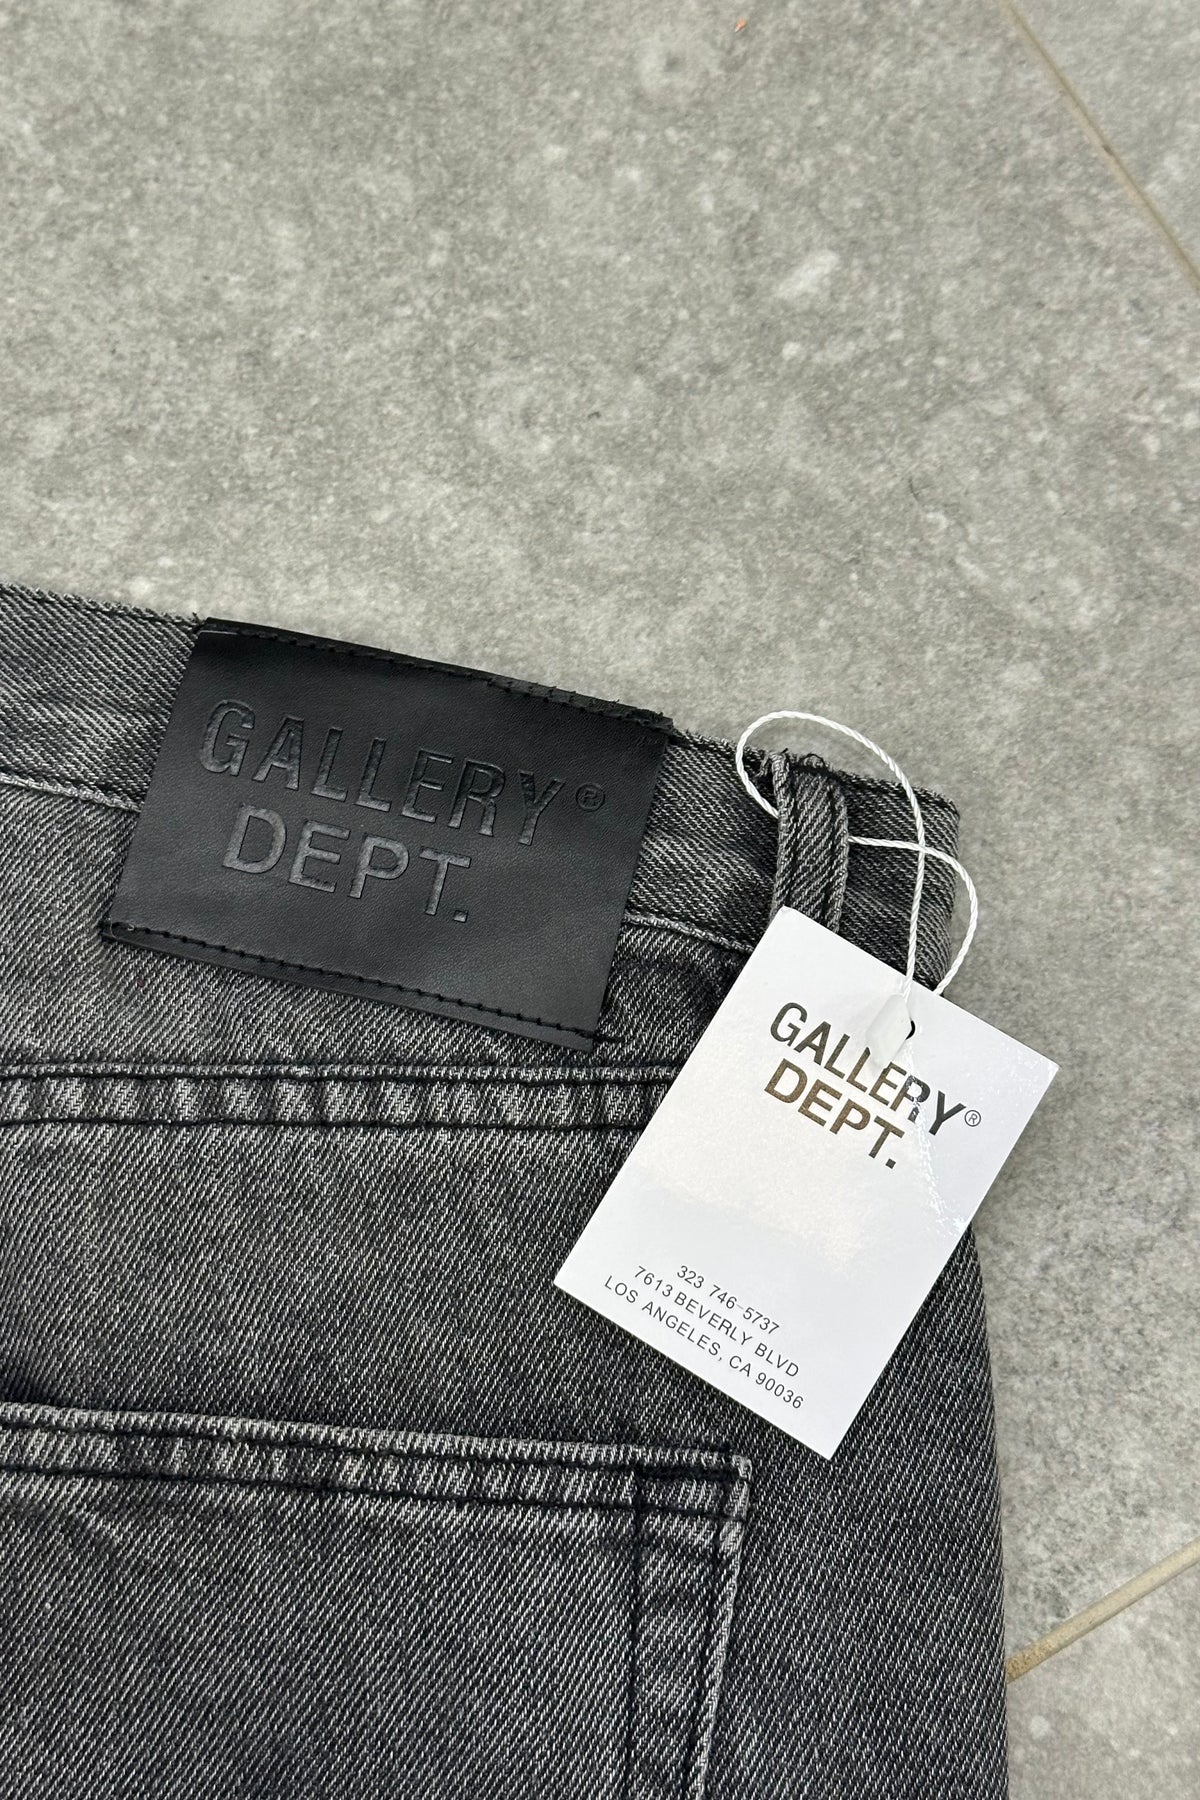 GALLERY®
DEPT.
GALLERY®
DEPT.
323 746-5737
7613 BEVERLY BLVD
LOS ANGELES, CA 90036